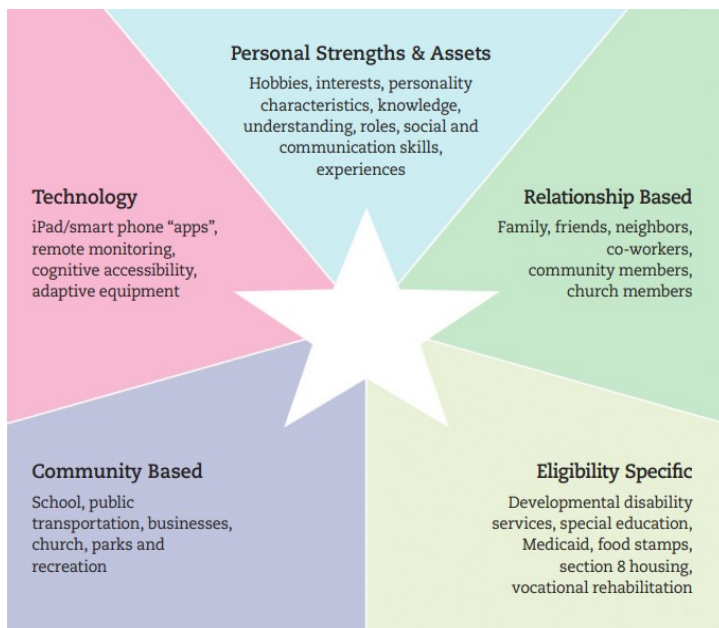 Personal Strengths & Assets
Hobbies, interests, personality
characteristics, knowledge,
understanding, roles, social and
communication skills,
experiences
Technology
iPad/smart phone “apps”,
remote monitoring,
cognitive accessibility,
adaptive equipment
Relationship Based
Family, friends, neighbors,
co-workers,
community members,
church members
Community Based
School, public
transportation, businesses,
church, parks and
recreation
Eligibility Specific
Developmental disability
services, special education,
Medicaid, food stamps,
section 8 housing,
vocational rehabilitation